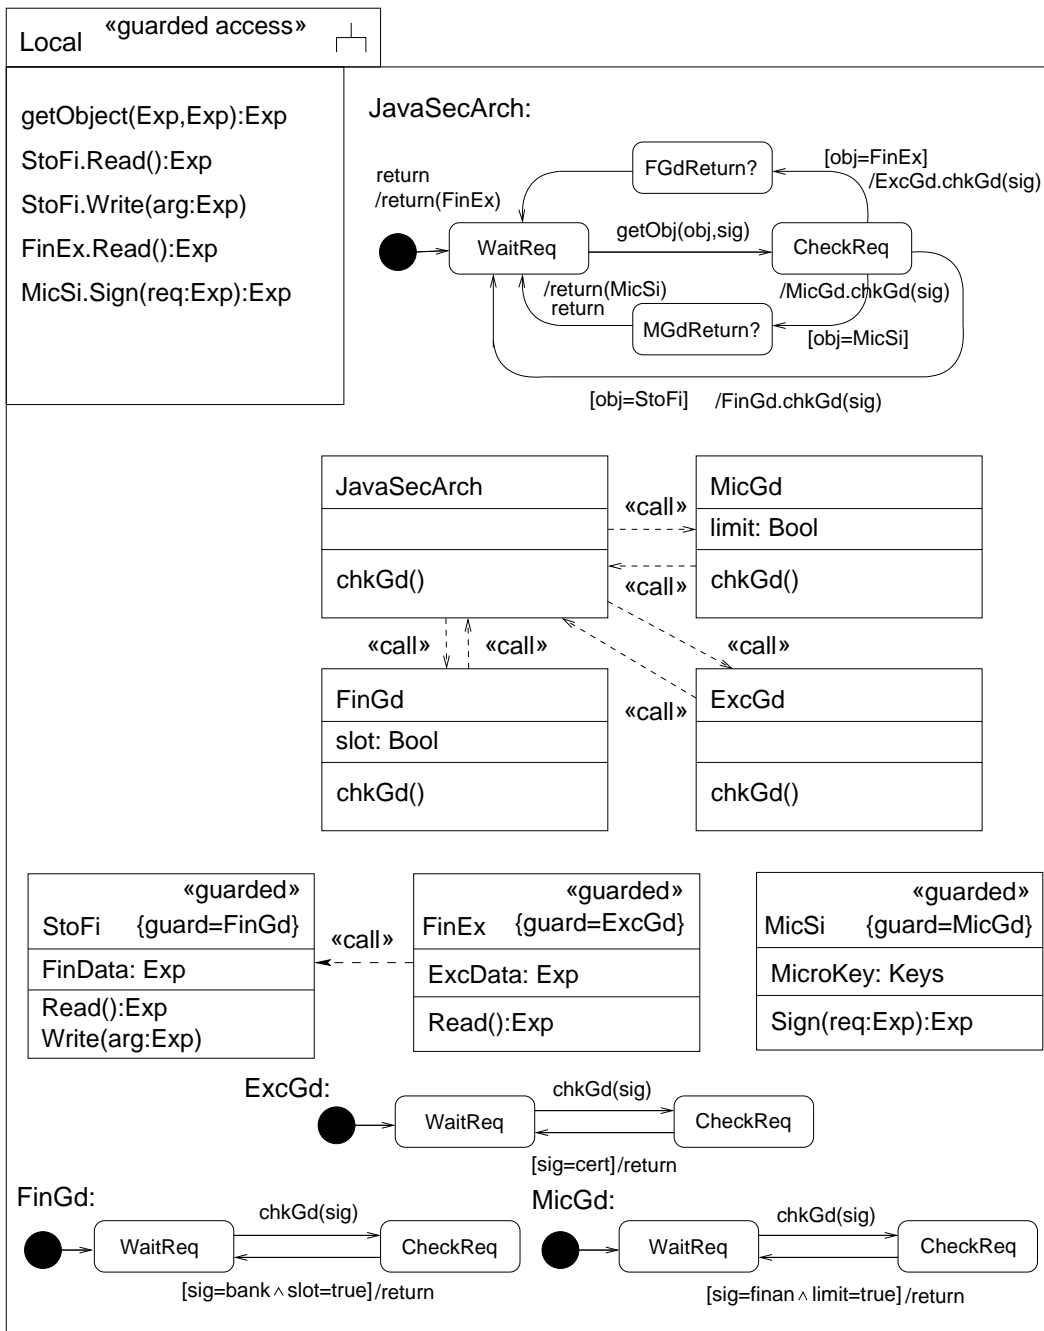 Local «guarded access»
getObject(Exp,Exp):Exp
StoFi.Read():Exp
StoFi.Write(arg:Exp)
FinEx.Read():Exp
MicSi.Sign(req:Exp):Exp
JavaSecArch:
return
/return(FinEx)
FGdReturn?
[obj=FinEx]
/ExcGd.chkGd(sig)
WaitReq
getObj(obj,sig)
CheckReq
/return(MicSi)
return
MGdReturn?
/MicGd.chkGd(sig)
[obj=MicSi]
[obj=StoFi] /FinGd.chkGd(sig)
JavaSecArch
chkGd()
«call»
«call»
MicGd
limit: Bool
chkGd()
«call» «call» «call»
FinGd
slot: Bool
chkGd()
«call»
ExcGd
chkGd()
«guarded»
StoFi {guard=FinGd}
FinData: Exp
Read():Exp
Write(arg:Exp)
«call»
«guarded»
FinEx {guard=ExcGd}
ExcData: Exp
Read():Exp
«guarded»
MicSi {guard=MicGd}
MicroKey: Keys
Sign(req:Exp):Exp
ExcGd:
WaitReq
chkGd(sig)
CheckReq
[sig=cert]/return
FinGd:
WaitReq
chkGd(sig)
CheckReq
[sig=bank∧slot=true]/return
MicGd:
WaitReq
chkGd(sig)
CheckReq
[sig=finan∧limit=true]/return